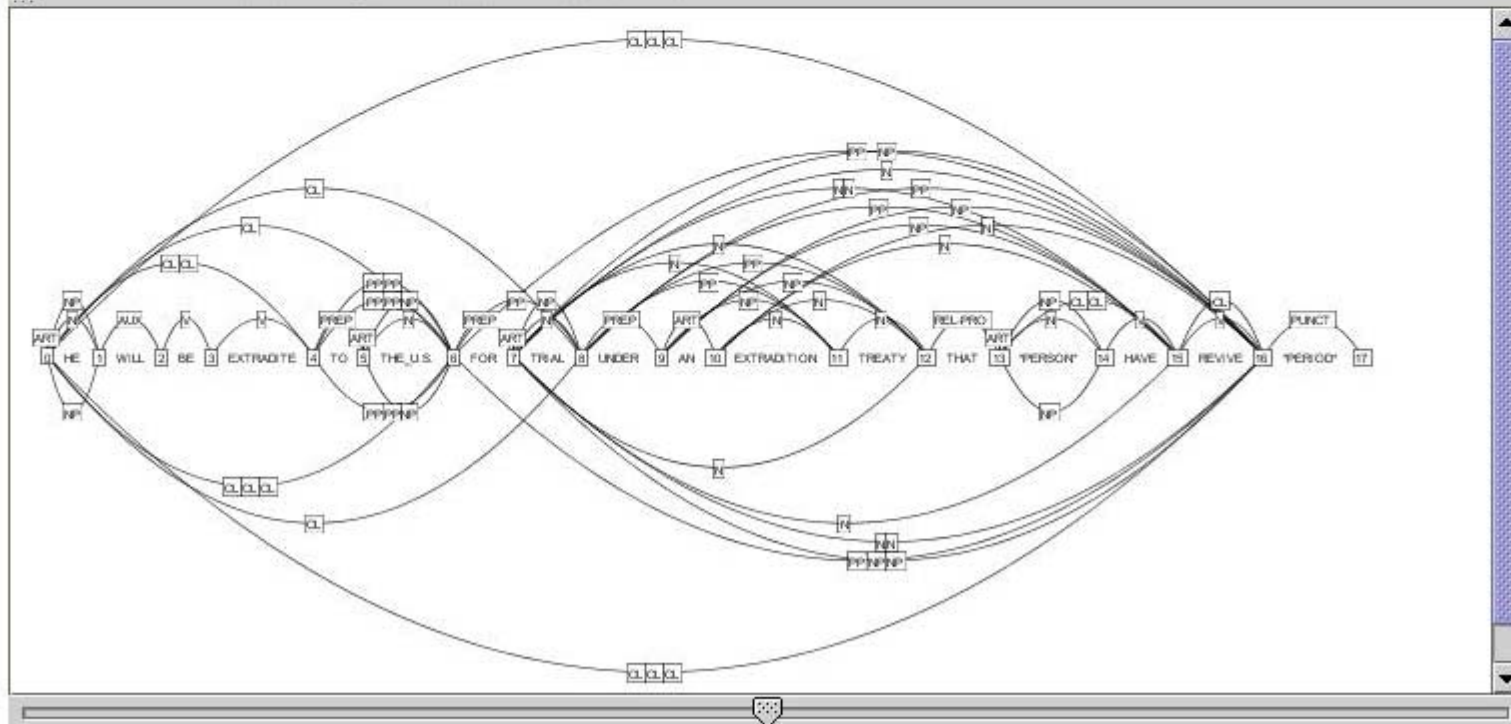 CL CL CL
PP NP
N
CL N N PP
PP NP
CL NP N
N N
CL CL N PP
PP PP PP NP
NP PP PP NP PP NP NP NP N NP CL CL CL
N AUX V V PREP N PREP N PREP ART N N REL-PRO N V V PUNCT
ART ART ART ART
0 HE 1 WILL 2 BE 3 EXTRADITE 4 TO 5 THE_U.S. 6 FOR 7 TRIAL 8 UNDER 9 AN 10 EXTRADITION 11 TREATY 12 THAT 13 "PERSON" 14 HAVE 15 REVIVE 16 "PERIOD" 17
NP PP PP NP NP
N
CL CL CL
CL N
N N
PP NP NP
CL CL CL